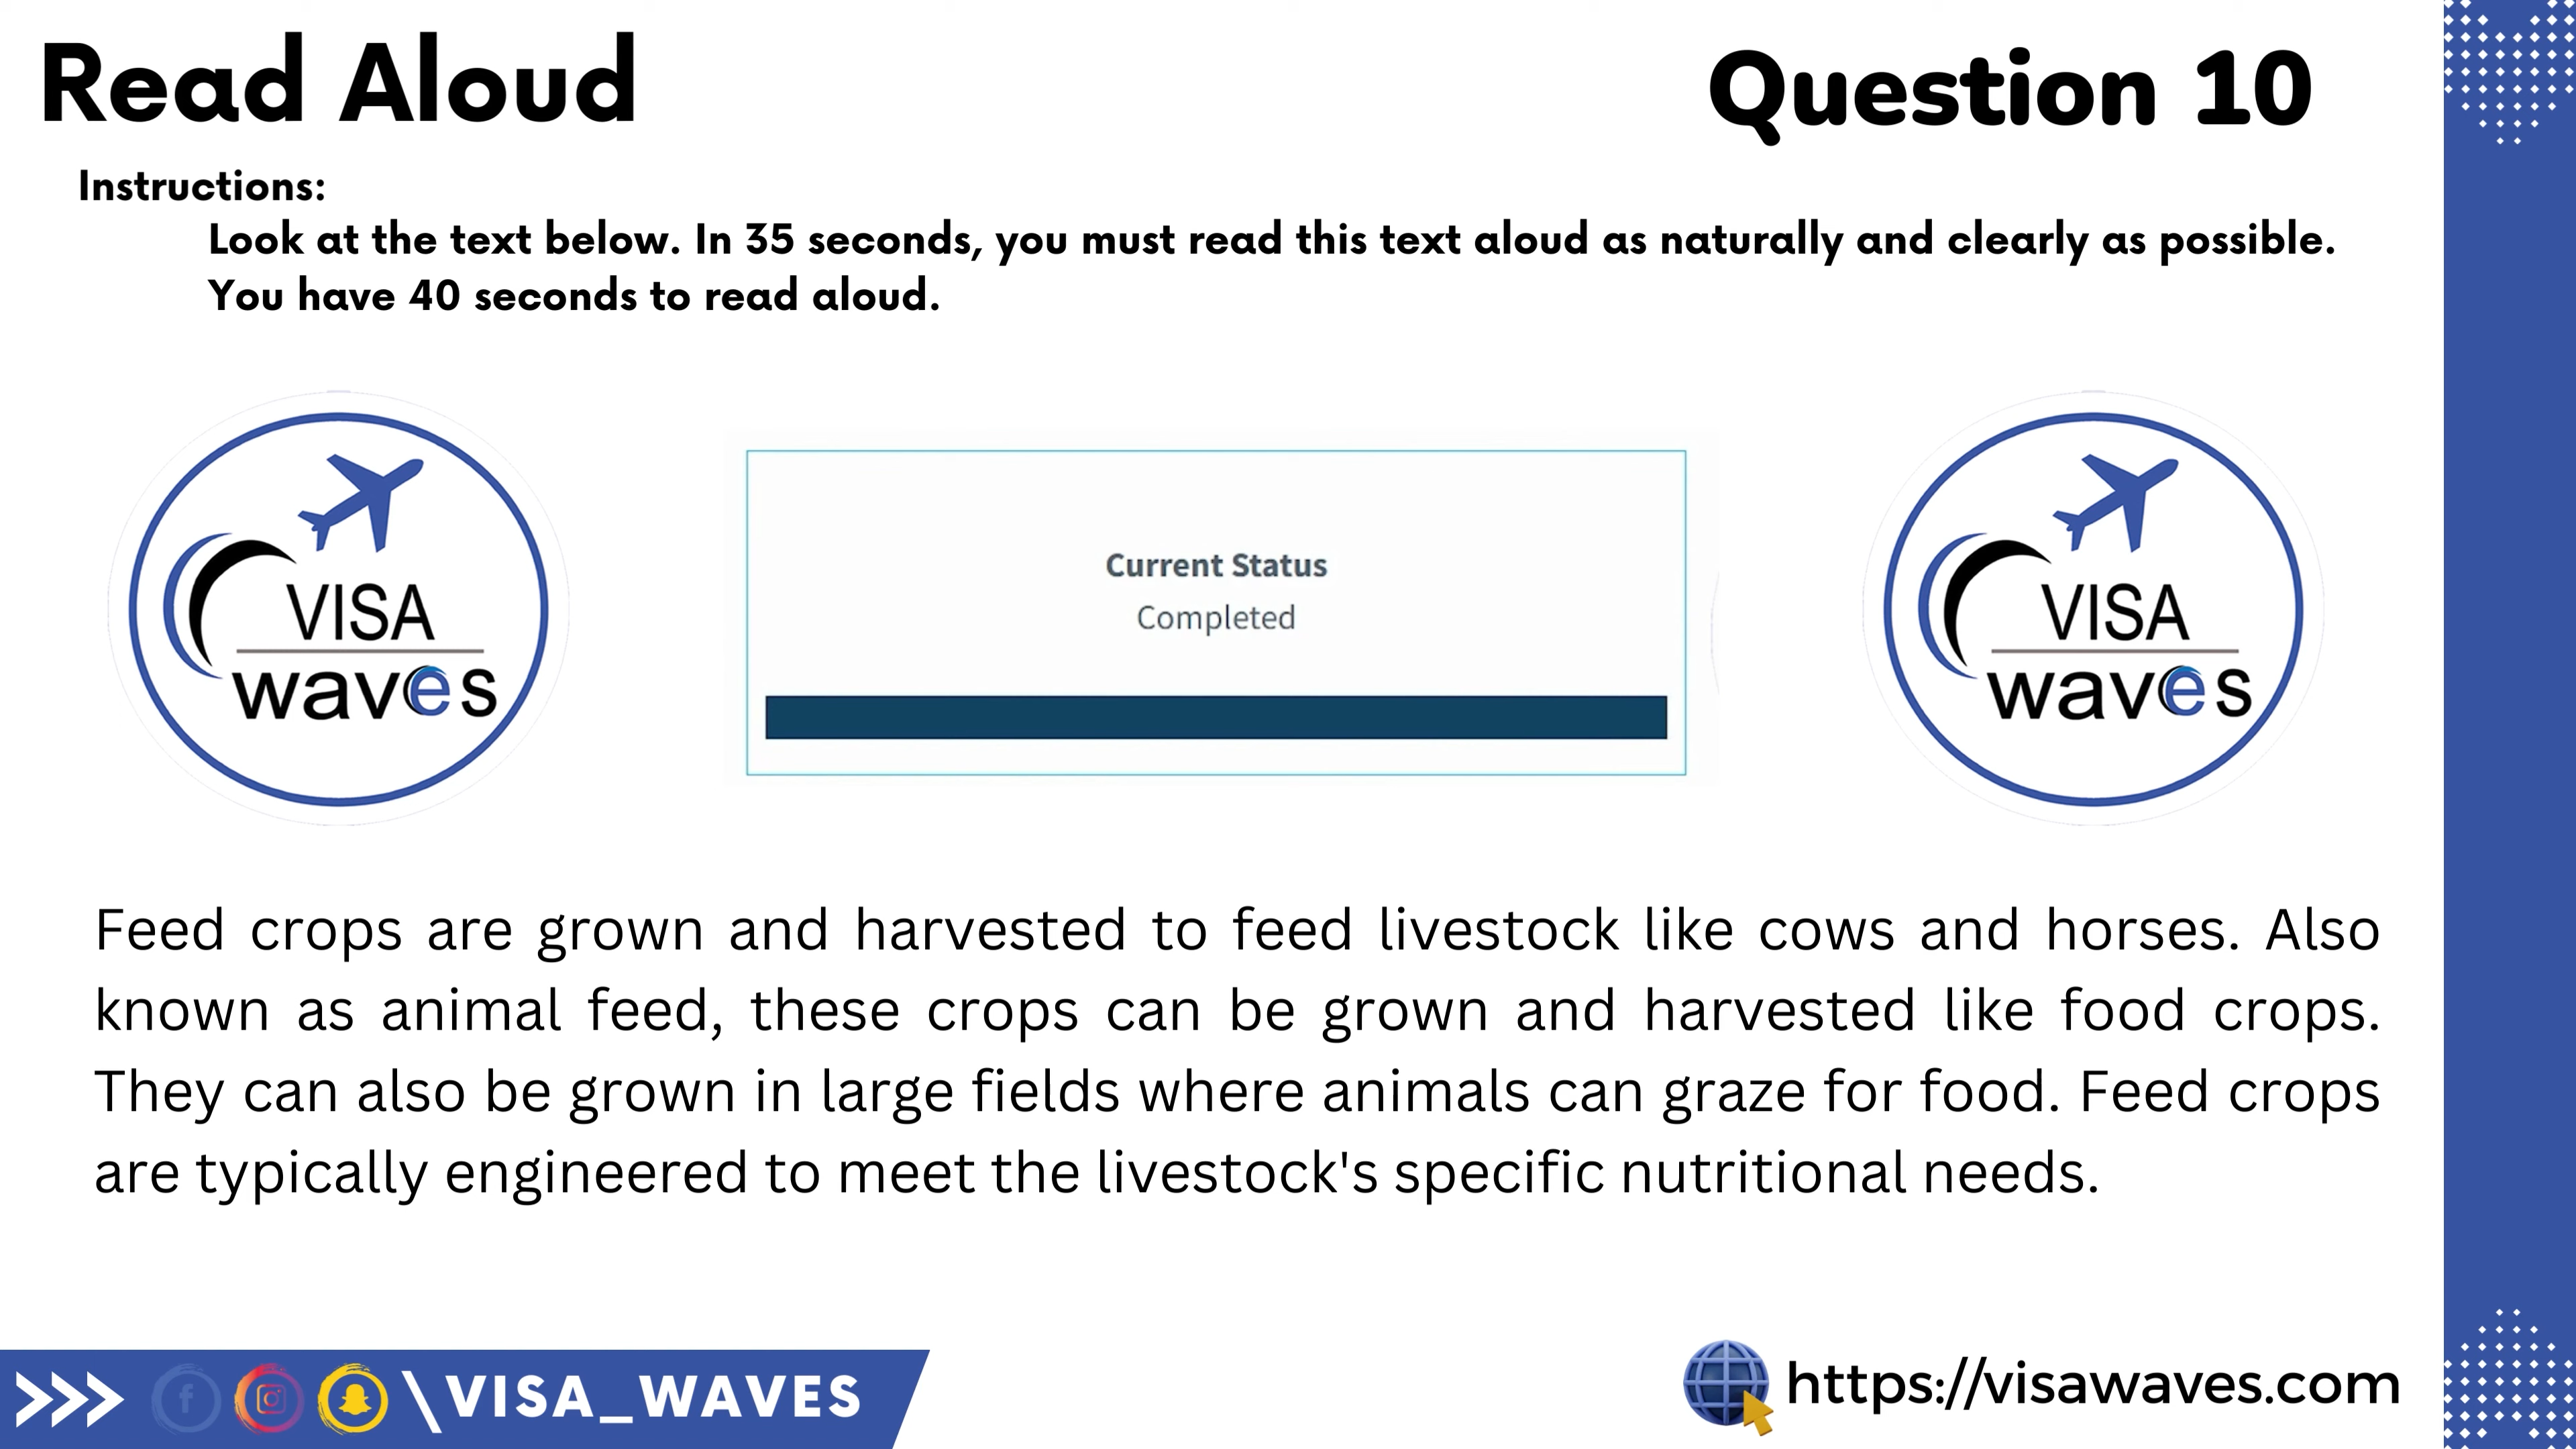 Read Aloud
Question 10
Instructions:
Look at the text below. In 35 seconds, you must read this text aloud as naturally and clearly as possible.
You have 40 seconds to read aloud.
VISA
waves
Current Status
Completed
VISA
waves
Feed crops are grown and harvested to feed livestock like cows and horses. Also
known as animal feed, these crops can be grown and harvested like food crops.
They can also be grown in large fields where animals can graze for food. Feed crops
are typically engineered to meet the livestock's specific nutritional needs.
\VISA_WAVES
https://visawaves.com